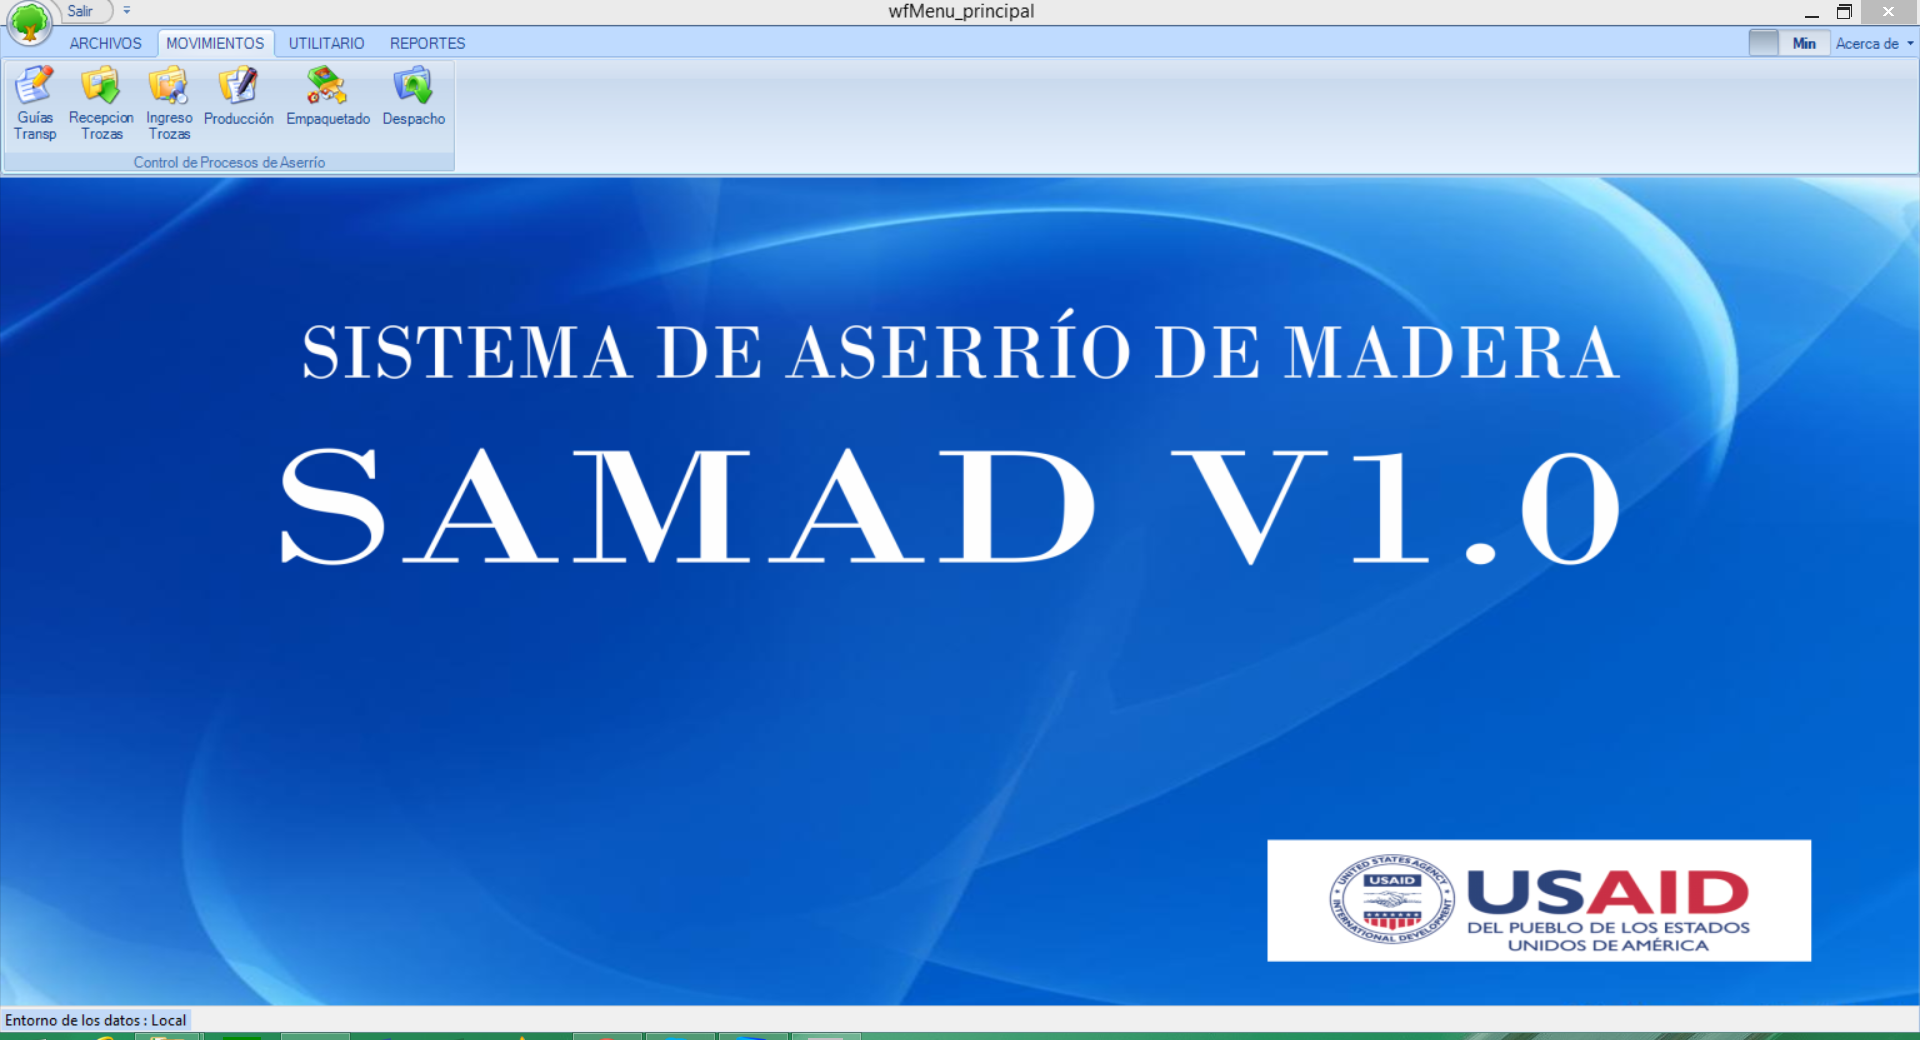 Salir
wfMenu_principal
ARCHIVOS MOVIMIENTOS UTILITARIO REPORTES
Min Acerca de
Guías Transp
Recepcion Trozas
Ingreso Trozas
Producción
Empaquetado
Despacho
Control de Procesos de Aserrío
SISTEMA DE ASERRÍO DE MADERA
SAMAD V1.0
UNITED STATES AGENCY
USAID
INTERNATIONAL DEVELOPMENT
USAID
DEL PUEBLO DE LOS ESTADOS
UNIDOS DE AMÉRICA
Entorno de los datos : Local